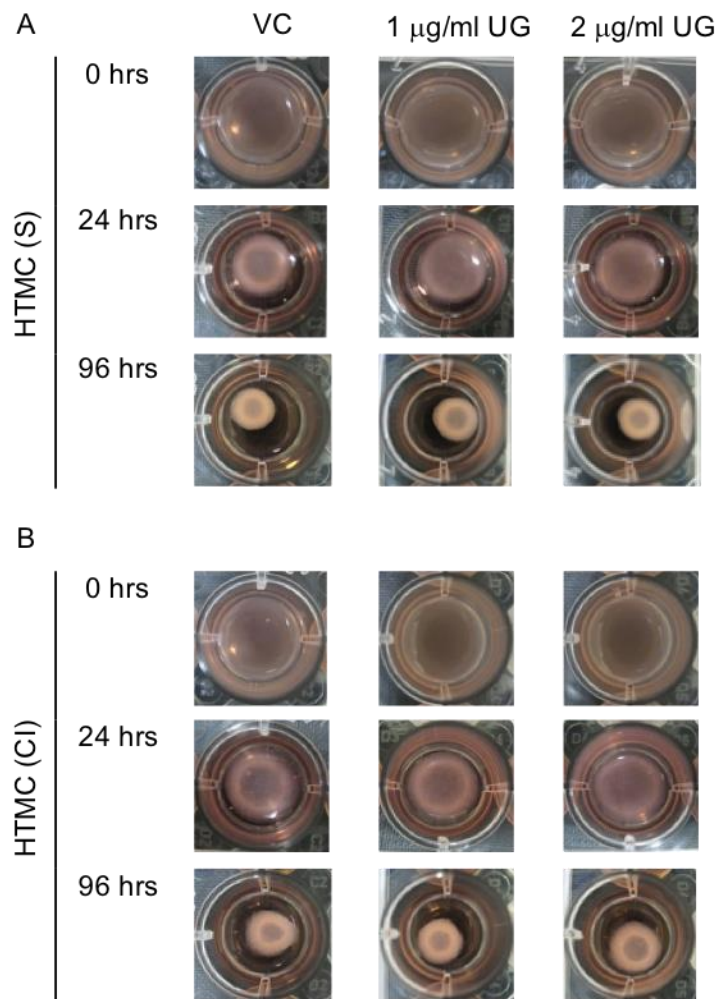 A
VC 1 μg/ml UG 2 μg/ml UG
0 hrs
24 hrs
96 hrs
HTMC (S)
B
0 hrs
24 hrs
96 hrs
HTMC (CI)